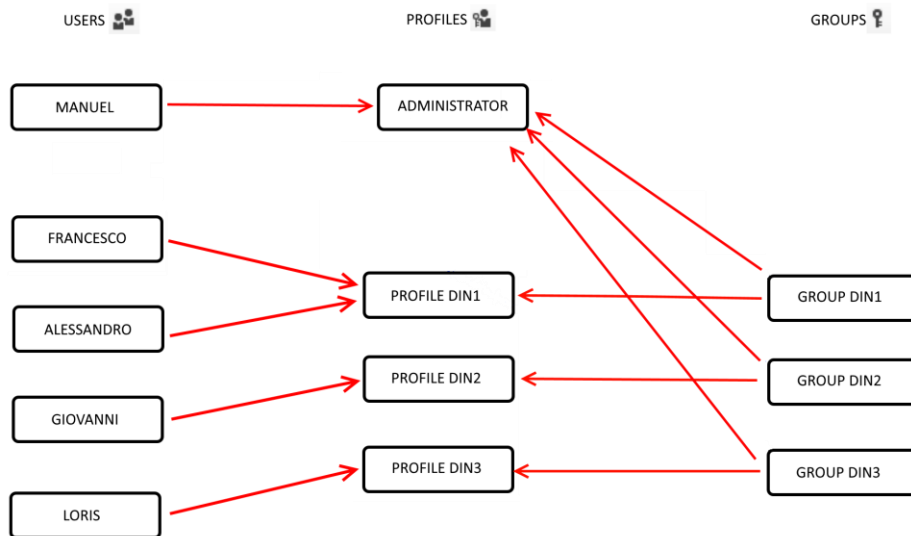 USERS
PROFILES
GROUPS
MANUEL
ADMINISTRATOR
FRANCESCO
PROFILE DIN1
GROUP DIN1
ALESSANDRO
PROFILE DIN2
GROUP DIN2
GIOVANNI
PROFILE DIN3
GROUP DIN3
LORIS